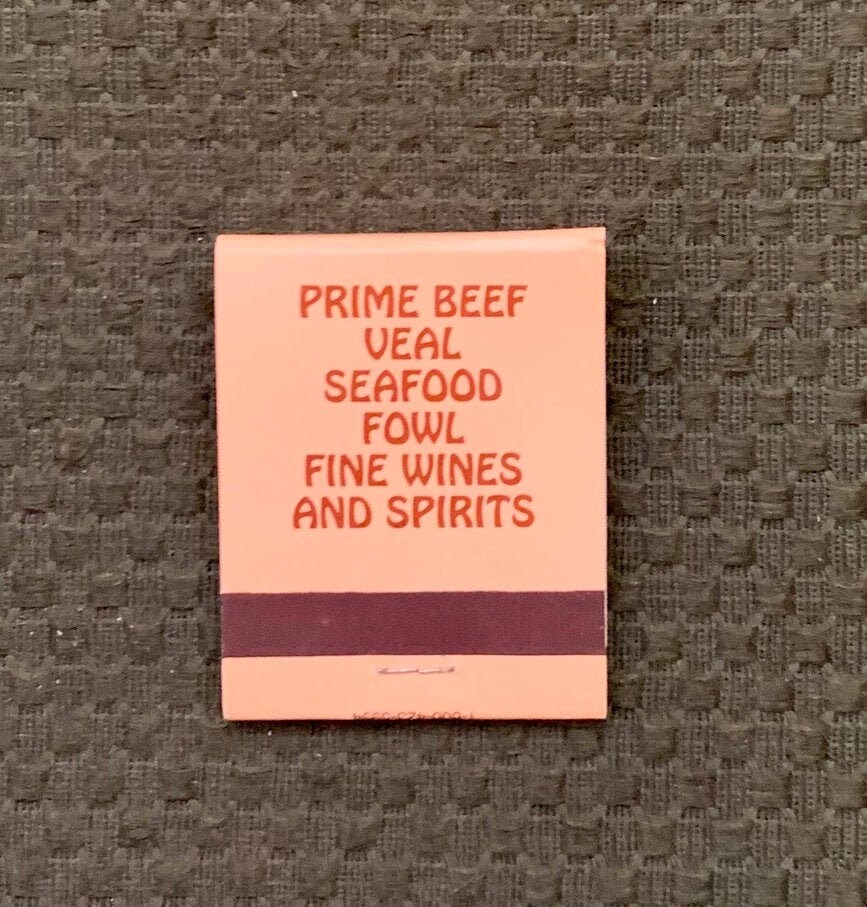 PRIME BEEF
VEAL
SEAFOOD
FOWL
FINE WINES
AND SPIRITS